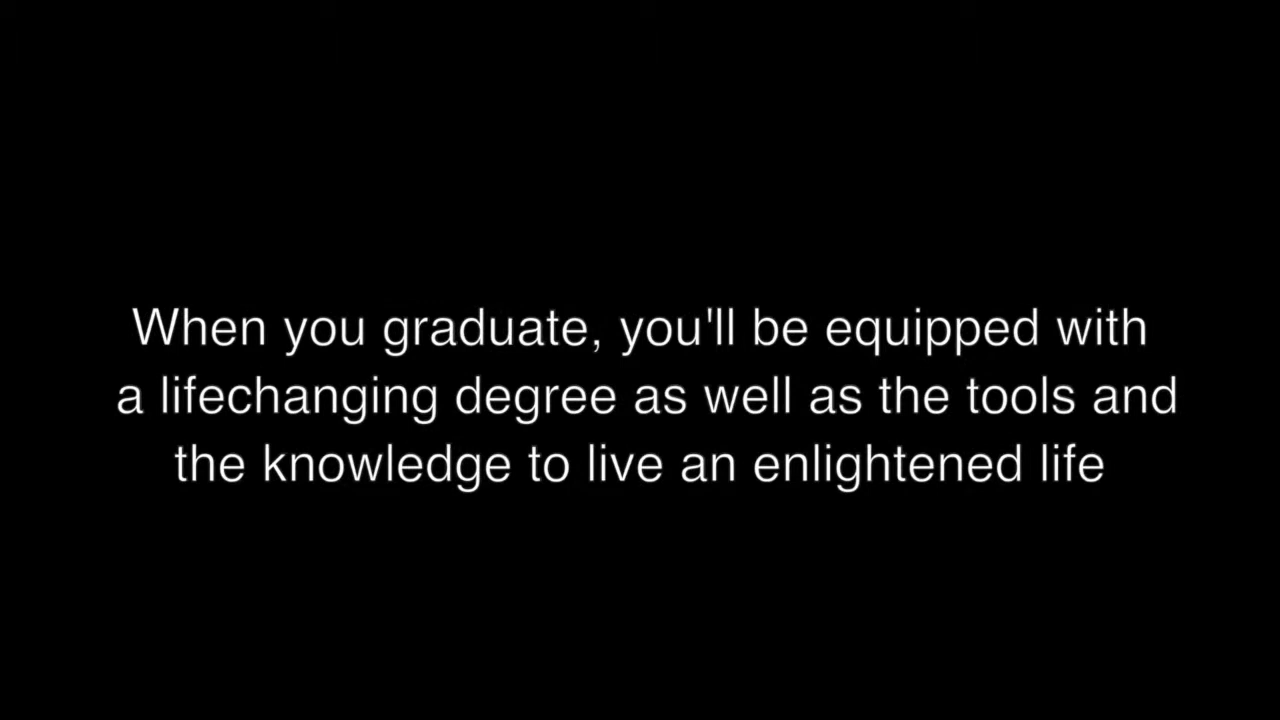 When you graduate, you'll be equipped with
a lifechanging degree as well as the tools and
the knowledge to live an enlightened life